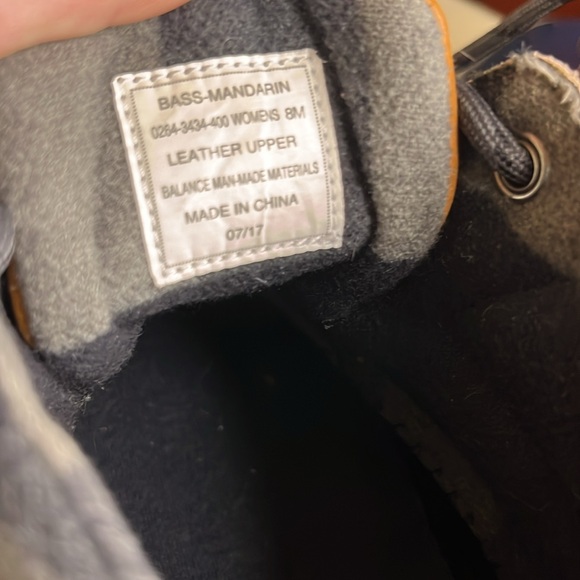 BASS-MANDARIN
0264-3434-400 WOMENS 8M
LEATHER UPPER
BALANCE MAN-MADE MATERIALS
MADE IN CHINA
07/17